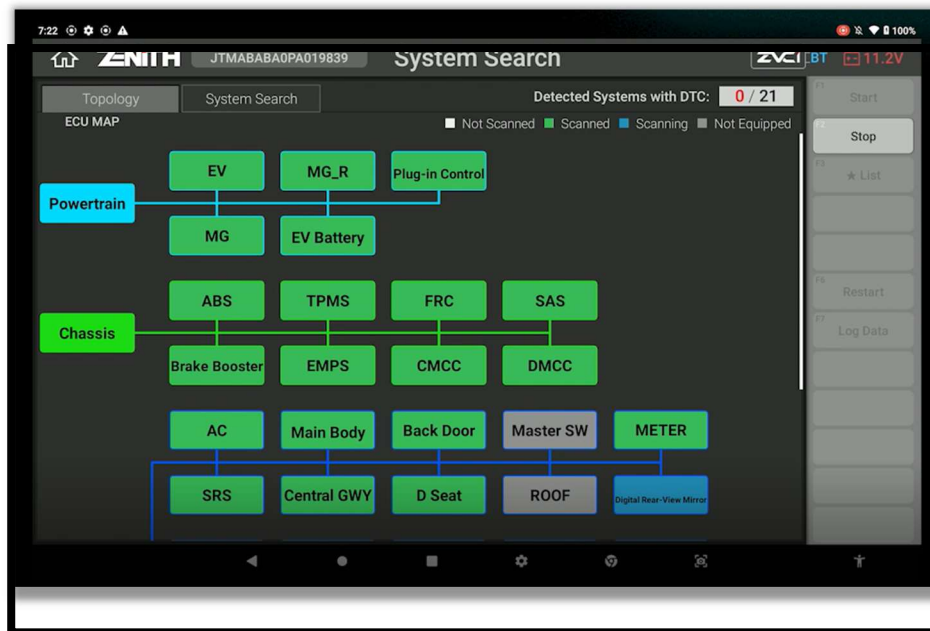 7:22 100%
ZENITH JTMABABA0PA019839 System Search ZVCI BT 11.2V
Topology System Search Detected Systems with DTC: 0 / 21
ECU MAP Not Scanned Scanned Scanning Not Equipped
F1 Start
F2 Stop
F3 ★ List
EV MG_R Plug-in Control
Powertrain
MG EV Battery
F6 Restart
ABS TPMS FRC SAS
F7 Log Data
Chassis
Brake Booster EMPS CMCC DMCC
AC Main Body Back Door Master SW METER
SRS Central GWY D Seat ROOF Digital Rear-View Mirror